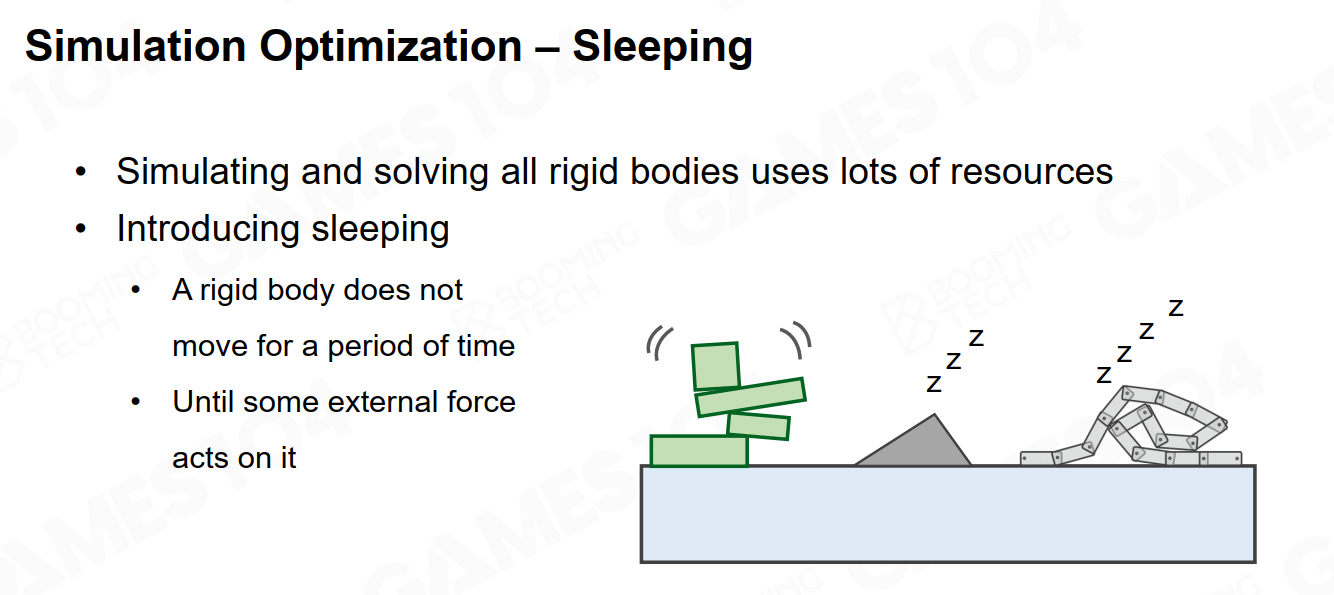 Simulation Optimization – Sleeping
• Simulating and solving all rigid bodies uses lots of resources
• Introducing sleeping
• A rigid body does not
move for a period of time
• Until some external force
acts on it
z z z
z z z z
GAMES104
BOOMING
TECH